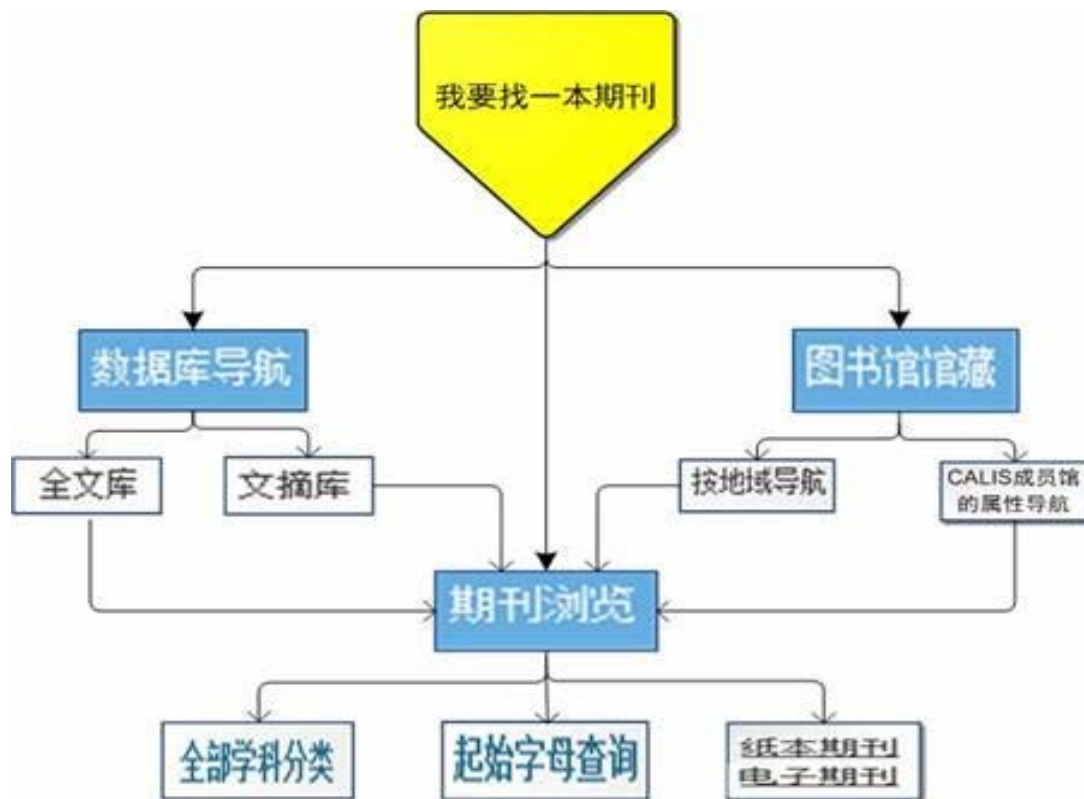 我要找一本期刊
数据库导航
图书馆馆藏
全文库
文摘库
按地域导航
CALIS成员馆
的属性导航
期刊浏览
全部学科分类
起始字母查询
纸本期刊
电子期刊